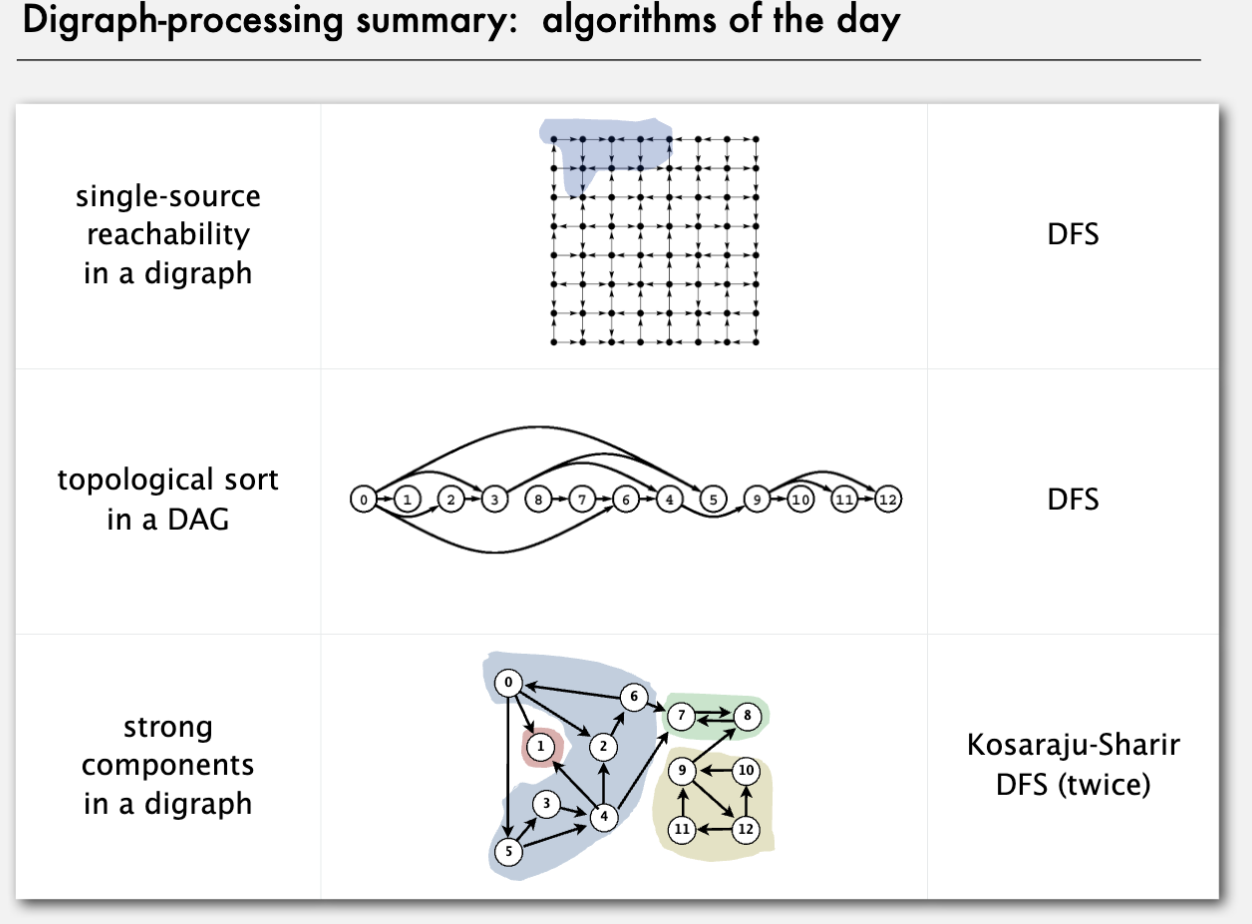 Digraph-processing summary: algorithms of the day
single-source
reachability
in a digraph
DFS
topological sort
in a DAG
0 1 2 3 8 7 6 4 5 9 10 11 12
DFS
strong
components
in a digraph
0
6
7 8
1 2
9 10
3
4
11 12
5
Kosaraju-Sharir
DFS (twice)